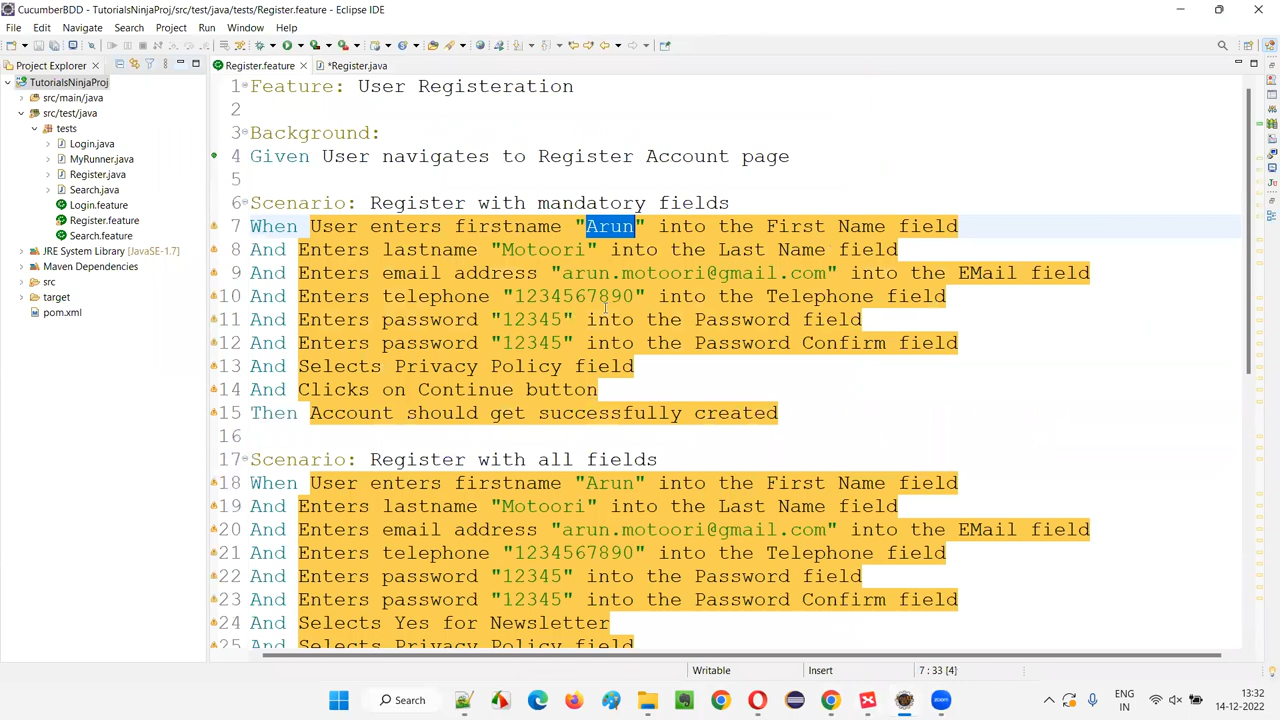 CucumberBDD - TutorialsNinjaProj/src/test/java/tests/Register.feature - Eclipse IDE
File Edit Navigate Search Project Run Window Help
Project Explorer
Register.feature
*Register.java
TutorialsNinjaProj
src/main/java
src/test/java
tests
Login.java
MyRunner.java
Register.java
Search.java
Login.feature
Register.feature
Search.feature
JRE System Library [JavaSE-1.7]
Maven Dependencies
src
target
pom.xml
1 Feature: User Registeration
2
3 Background:
4 Given User navigates to Register Account page
5
6 Scenario: Register with mandatory fields
7 When User enters firstname "Arun" into the First Name field
8 And Enters lastname "Motoori" into the Last Name field
9 And Enters email address "arun.motoori@gmail.com" into the EMail field
10 And Enters telephone "1234567890" into the Telephone field
11 And Enters password "12345" into the Password field
12 And Enters password "12345" into the Password Confirm field
13 And Selects Privacy Policy field
14 And Clicks on Continue button
15 Then Account should get successfully created
16
17 Scenario: Register with all fields
18 When User enters firstname "Arun" into the First Name field
19 And Enters lastname "Motoori" into the Last Name field
20 And Enters email address "arun.motoori@gmail.com" into the EMail field
21 And Enters telephone "1234567890" into the Telephone field
22 And Enters password "12345" into the Password field
23 And Enters password "12345" into the Password Confirm field
24 And Selects Yes for Newsletter
25 And Selects Privacy Policy field
Writable Insert 7 : 33 [4]
Search
ENG
IN
13:32
14-12-2022